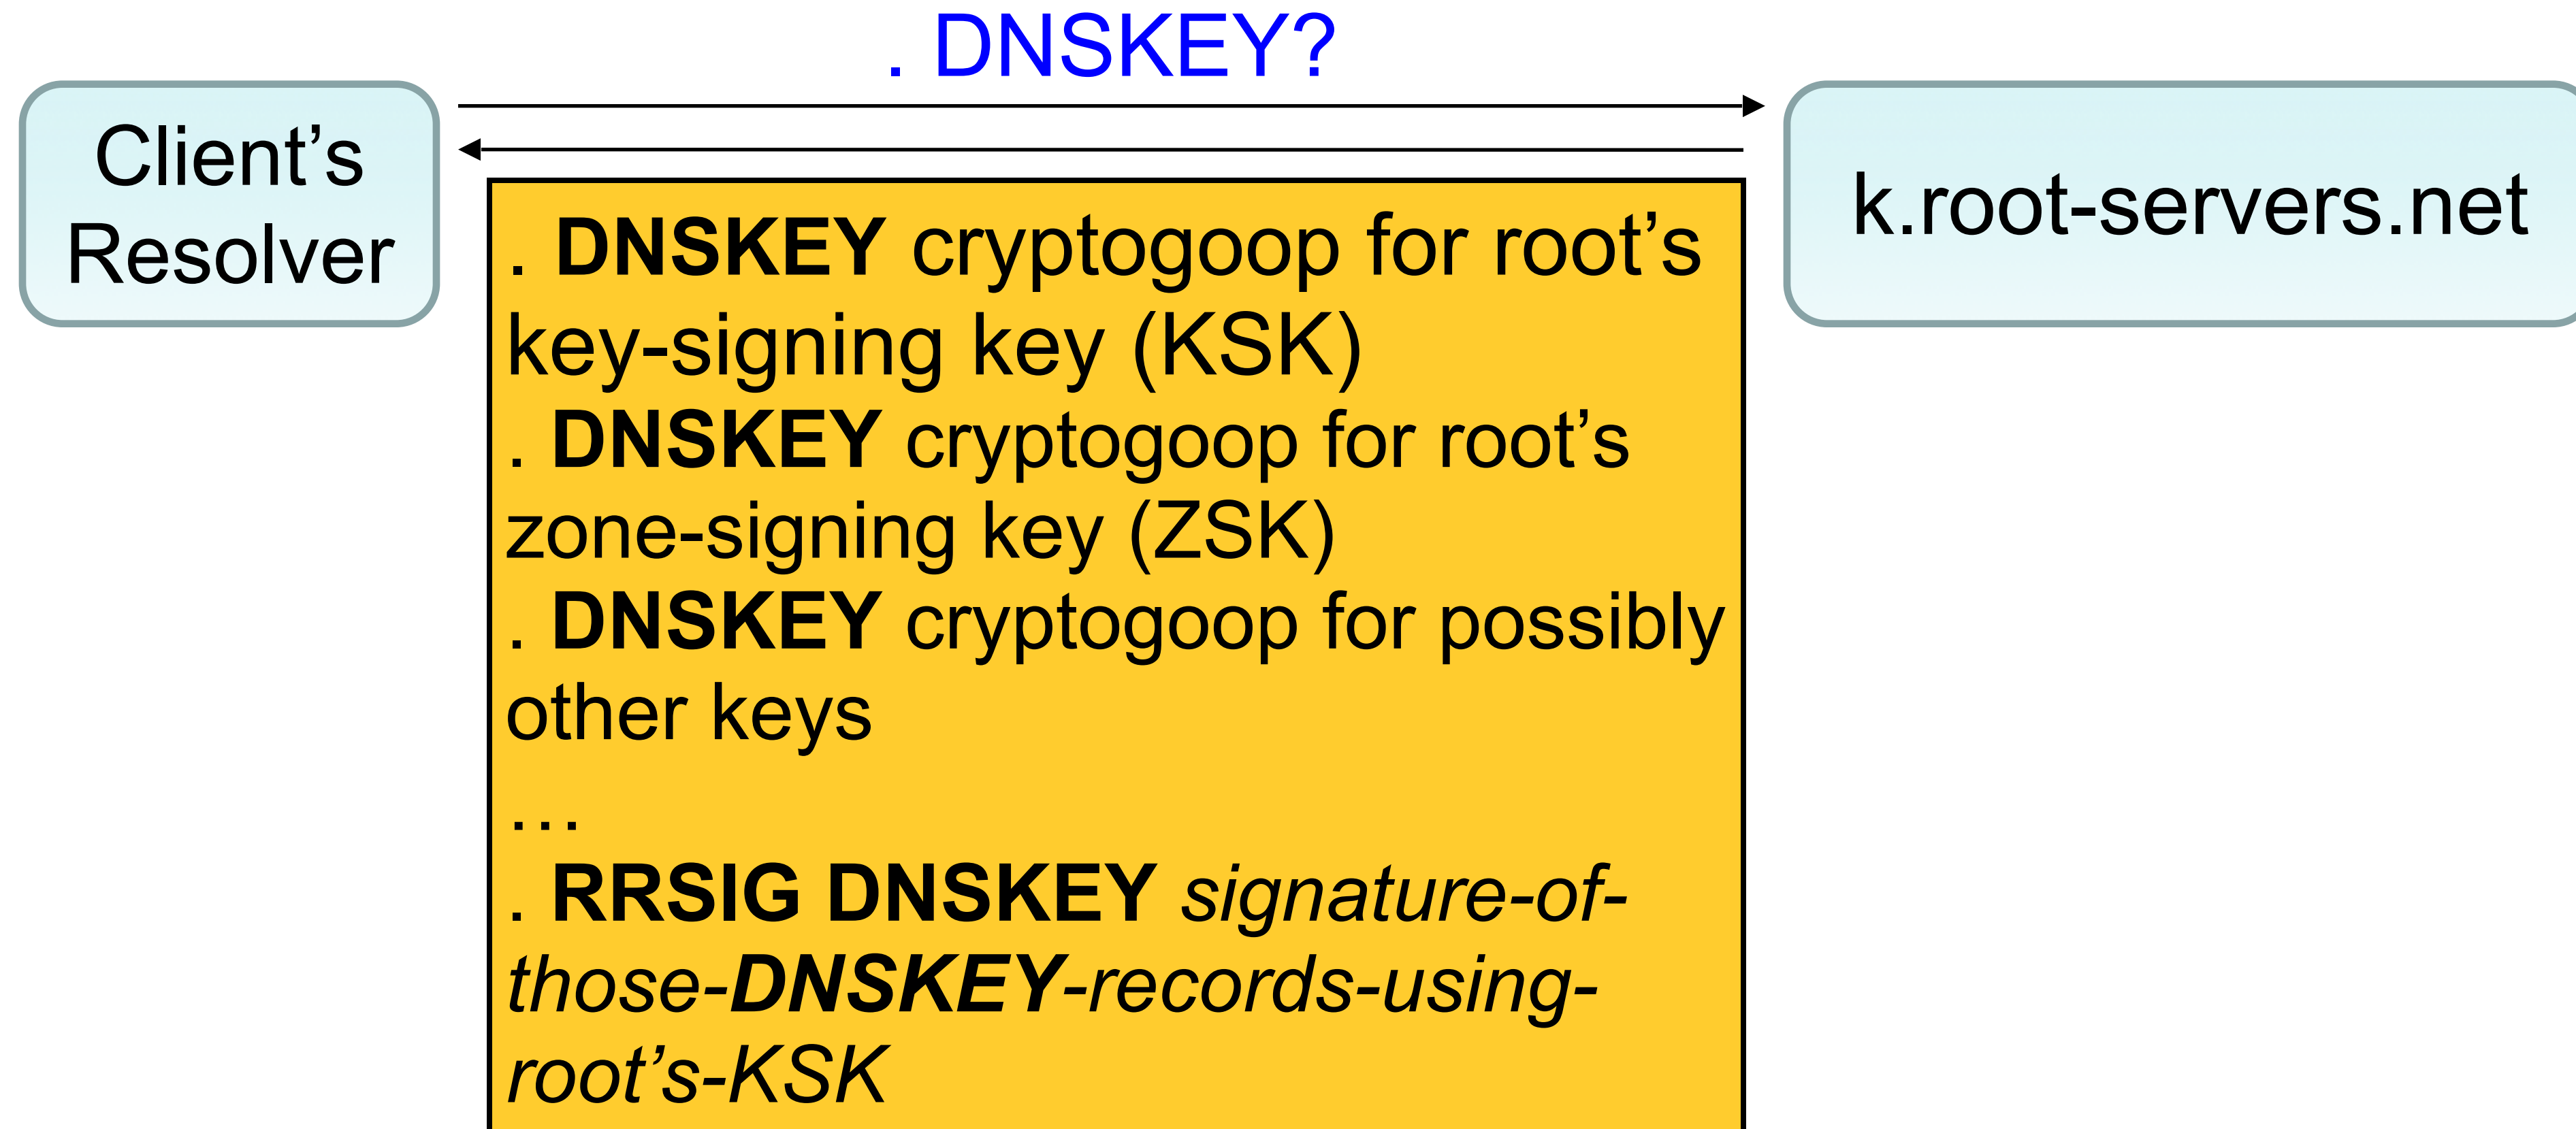 . DNSKEY?
Client’s
Resolver
k.root-servers.net
. DNSKEY cryptogoop for root’s
key-signing key (KSK)
. DNSKEY cryptogoop for root’s
zone-signing key (ZSK)
. DNSKEY cryptogoop for possibly
other keys
…
. RRSIG DNSKEY signature-of-
those-DNSKEY-records-using-
root’s-KSK